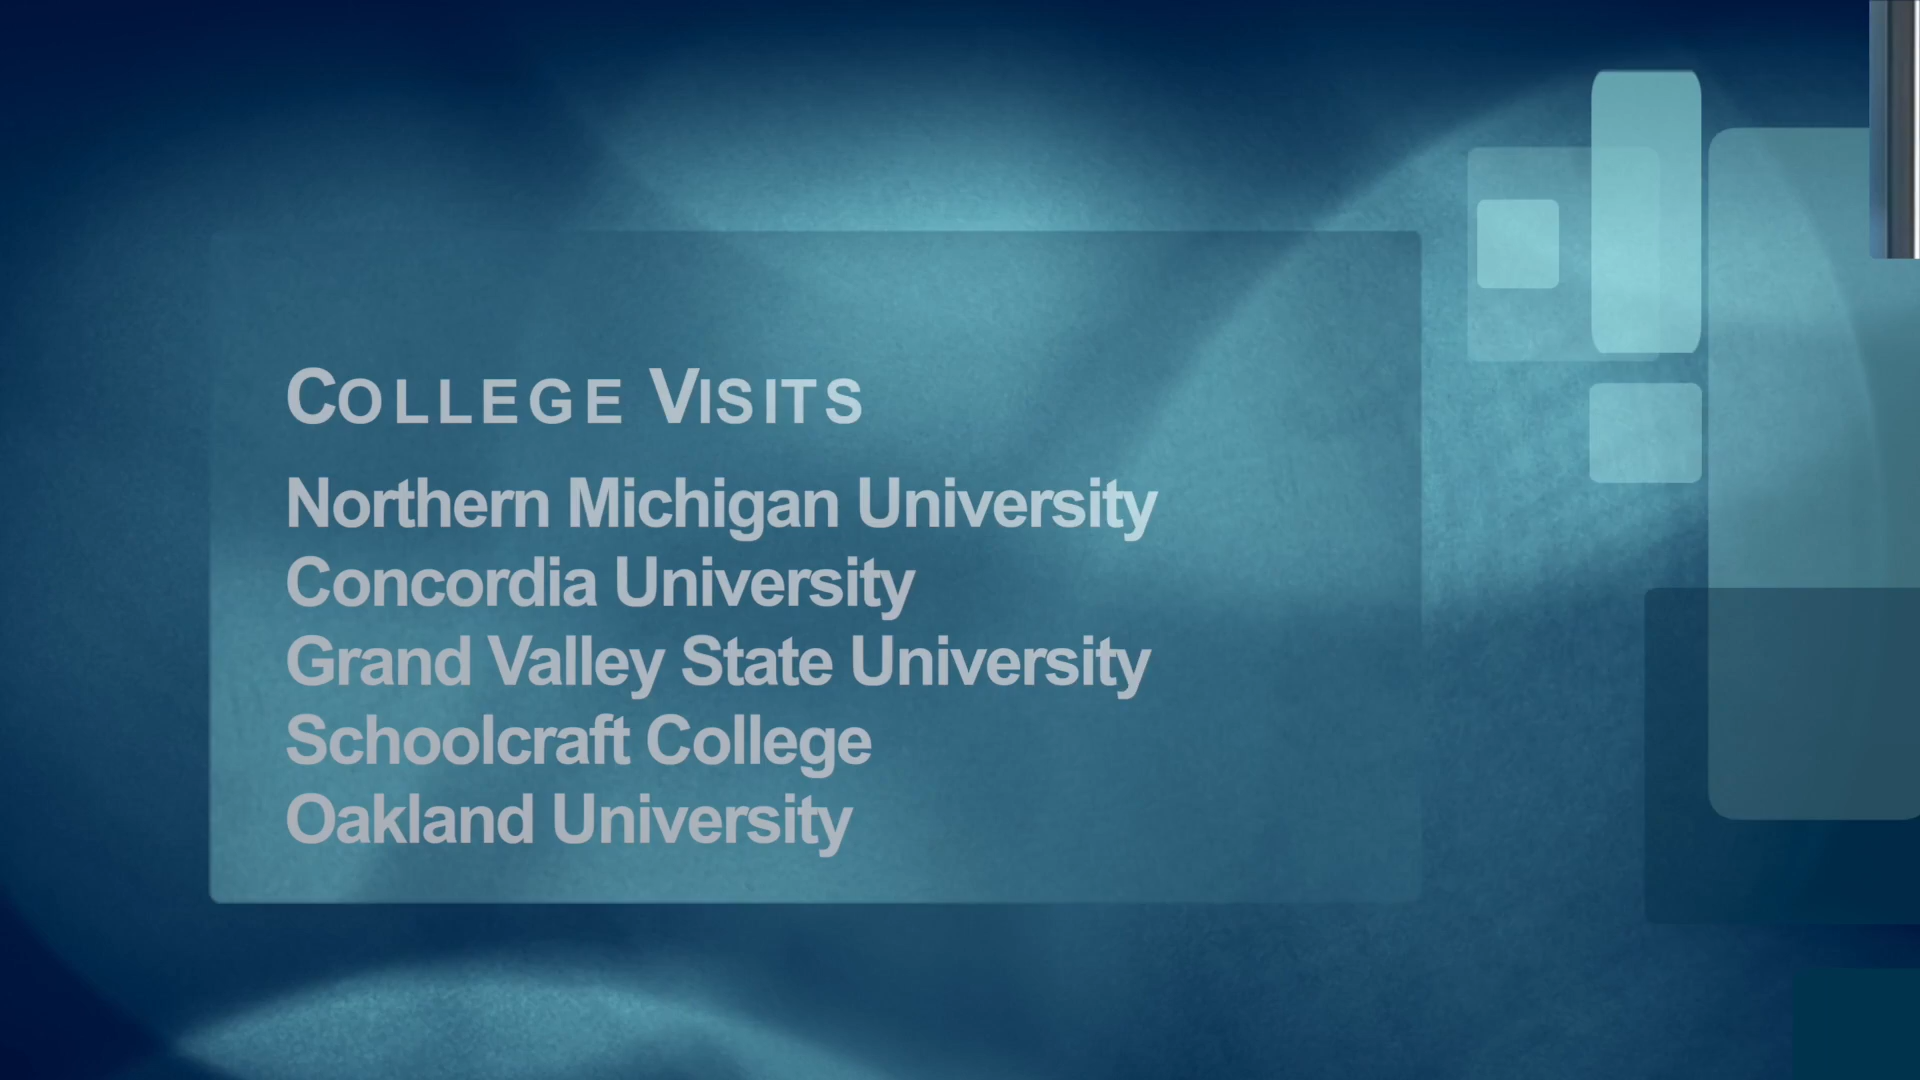 COLLEGE VISITS
Northern Michigan University
Concordia University
Grand Valley State University
Schoolcraft College
Oakland University